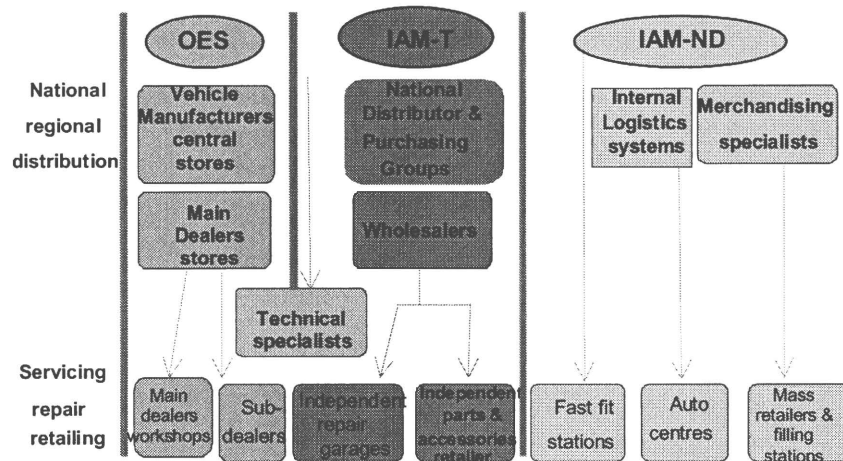 OES
IAM-T
IAM-ND
National
regional
distribution
Vehicle
Manufacturers
central
stores
National
Distributor &
Purchasing
Groups
Internal
Logistics
systems
Merchandising
specialists
Main
Dealers
stores
Wholesalers
Technical
specialists
Servicing
repair
retailing
Main
dealers
workshops
Sub-
dealers
Independent
repair
garages
Independent
parts &
accessories
retailer
Fast fit
stations
Auto
centres
Mass
retailers &
filling
stations